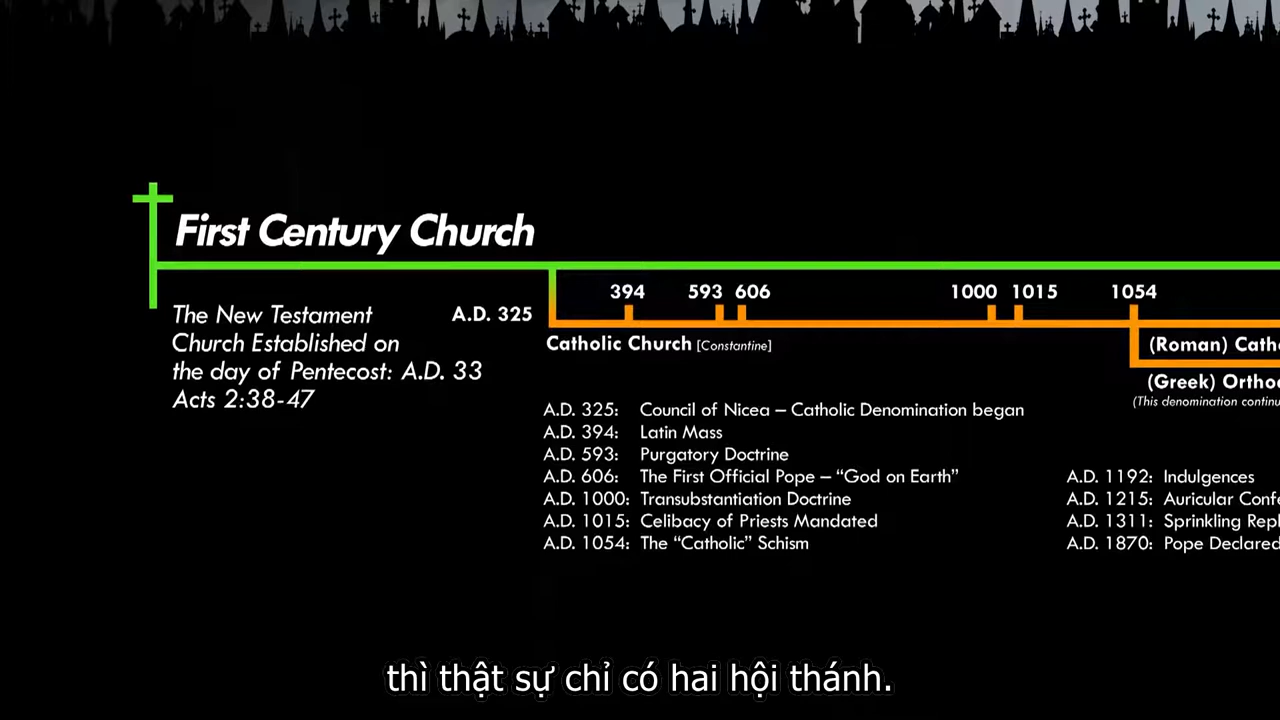 First Century Church
394 593 606 1000 1015 1054
The New Testament
Church Established on
the day of Pentecost: A.D. 33
Acts 2:38-47
A.D. 325
Catholic Church [Constantine]
(Roman) Cath
(Greek) Ortho
(This denomination continu
A.D. 325: Council of Nicea – Catholic Denomination began
A.D. 394: Latin Mass
A.D. 593: Purgatory Doctrine
A.D. 606: The First Official Pope – “God on Earth”
A.D. 1000: Transubstantiation Doctrine
A.D. 1015: Celibacy of Priests Mandated
A.D. 1054: The “Catholic” Schism
A.D. 1192: Indulgences
A.D. 1215: Auricular Confe
A.D. 1311: Sprinkling Repl
A.D. 1870: Pope Declared
thì thật sự chỉ có hai hội thánh.